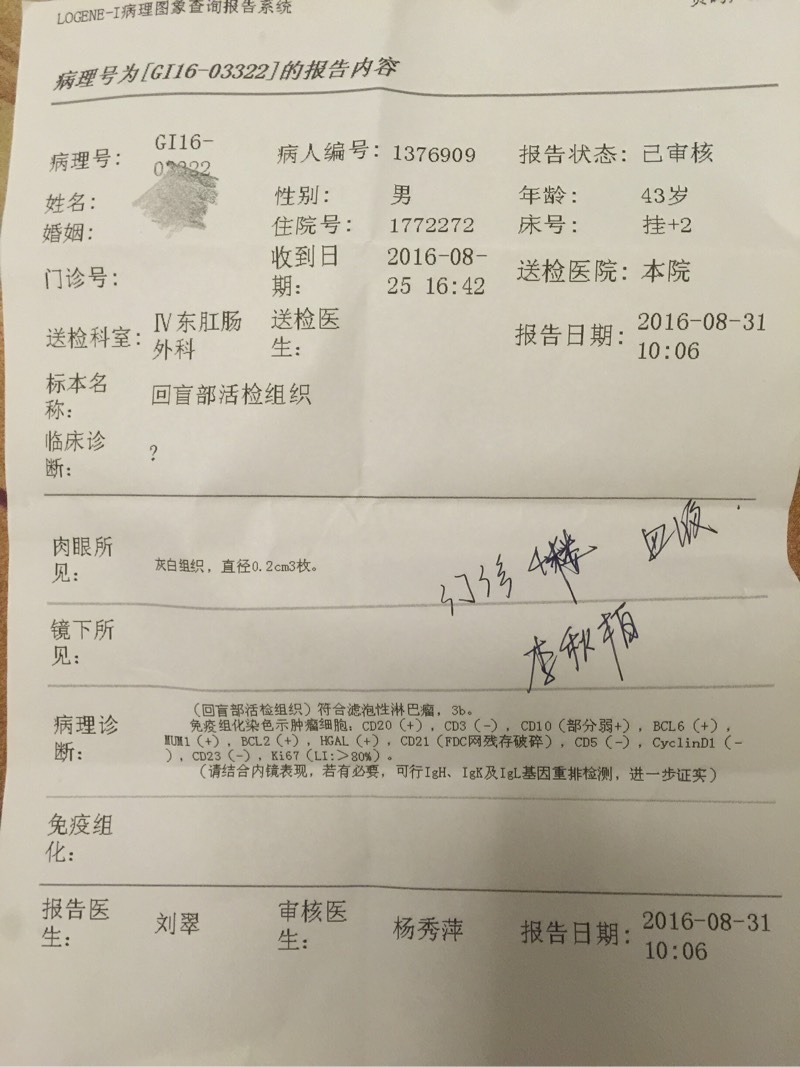 LOGENE-I病理图象查询报告系统
病理号为[GI16-03322]的报告内容
病理号: GI16-03322 病人编号: 1376909 报告状态: 已审核
姓名: 性别: 男 年龄: 43岁
婚姻: 住院号: 1772272 床号: 挂+2
门诊号: 收到日期: 2016-08-25 16:42 送检医院: 本院
送检科室: Ⅳ东肛肠外科 送检医生: 报告日期: 2016-08-31 10:06
标本名称: 回盲部活检组织
临床诊断: ?
肉眼所见: 灰白组织，直径0.2cm3枚。
门诊 楼 血液
镜下所见:
李秋柏
病理诊断:
(回盲部活检组织) 符合滤泡性淋巴瘤，3b。
免疫组化染色示肿瘤细胞: CD20 (+) , CD3 (-) , CD10 (部分弱+) , BCL6 (+) ,
MUM1 (+) , BCL2 (+) , HGAL (+) , CD21 (FDC网残存破碎) , CD5 (-) , CyclinD1 (-
) , CD23 (-) , Ki67 (LI:>80%) 。
(请结合内镜表现，若有必要，可行IgH、IgK及IgL基因重排检测，进一步证实)
免疫组化:
报告医生: 刘翠 审核医生: 杨秀萍 报告日期: 2016-08-31 10:06